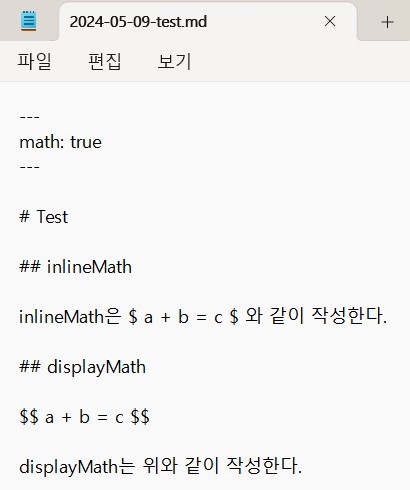 2024-05-09-test.md
파일 편집 보기
---
math: true
---
# Test
## inlineMath
inlineMath은 $ a + b = c $ 와 같이 작성한다.
## displayMath
$$ a + b = c $$
displayMath는 위와 같이 작성한다.